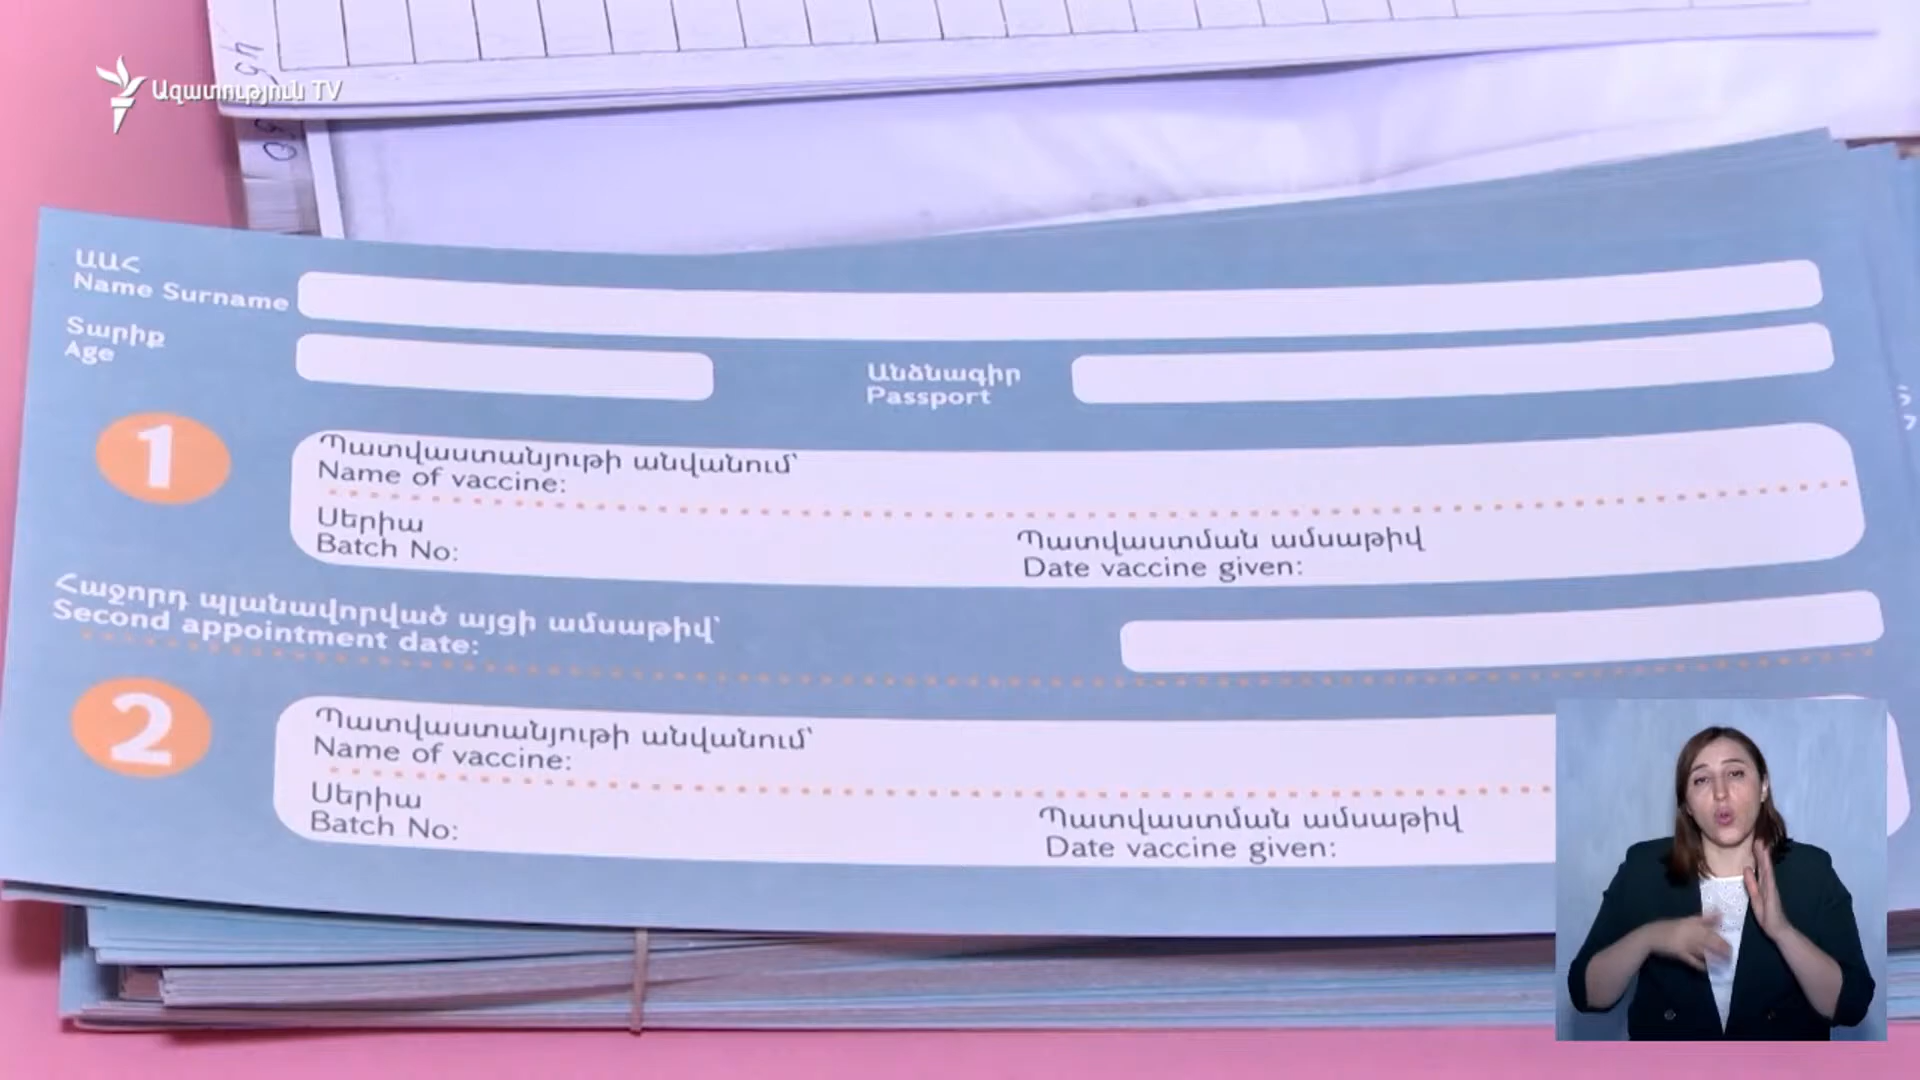 Ազատություն TV
ԱԱՀ
Name Surname
Տարիք
Age
Անձնագիր
Passport
1
Պատվաստանյութի անվանում՝
Name of vaccine:
Սերիա
Batch No:
Պատվաստման ամսաթիվ
Date vaccine given:
Հաջորդ պլանավորված այցի ամսաթիվ՝
Second appointment date:
2
Պատվաստանյութի անվանում՝
Name of vaccine:
Սերիա
Batch No:
Պատվաստման ամսաթիվ
Date vaccine given: